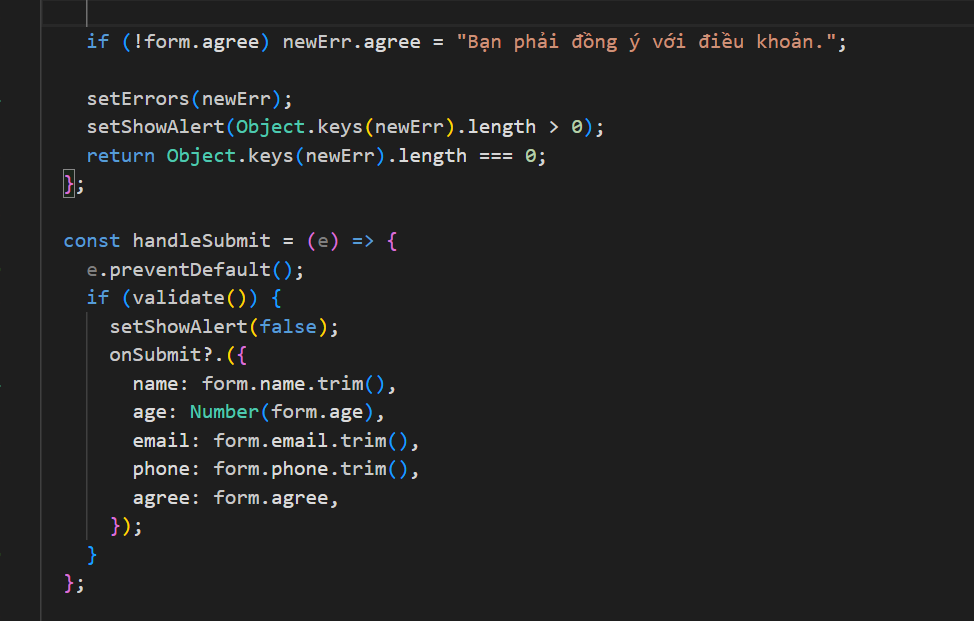 if (!form.agree) newErr.agree = "Bạn phải đồng ý với điều khoản.";
setErrors(newErr);
setShowAlert(Object.keys(newErr).length > 0);
return Object.keys(newErr).length === 0;
};
const handleSubmit = (e) => {
e.preventDefault();
if (validate()) {
setShowAlert(false);
onSubmit?.({
name: form.name.trim(),
age: Number(form.age),
email: form.email.trim(),
phone: form.phone.trim(),
agree: form.agree,
});
}
};